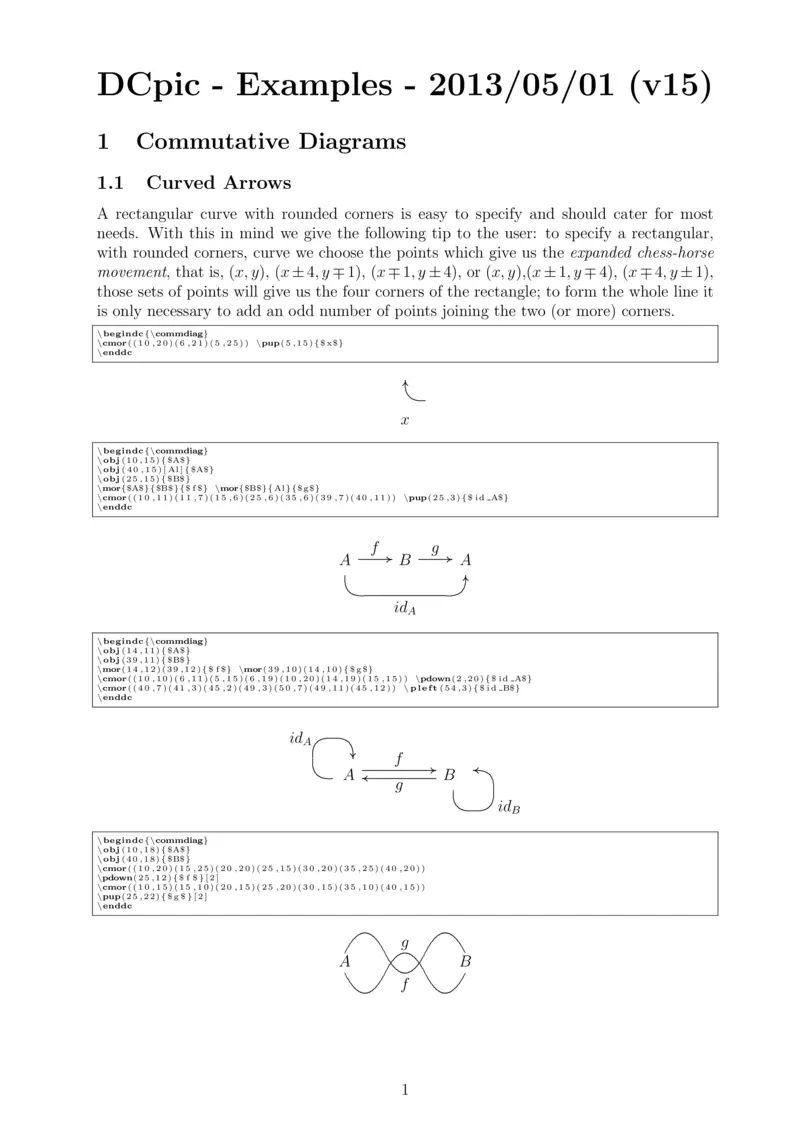 DCpic - Examples - 2013/05/01 (v15)
1 Commutative Diagrams
1.1 Curved Arrows
A rectangular curve with rounded corners is easy to specify and should cater for most
needs. With this in mind we give the following tip to the user: to specify a rectangular,
with rounded corners, curve we choose the points which give us the expanded chess-horse
movement, that is, (x, y), (x±4, y∓1), (x∓1, y±4), or (x, y),(x±1, y∓4), (x∓4, y±1),
those sets of points will give us the four corners of the rectangle; to form the whole line it
is only necessary to add an odd number of points joining the two (or more) corners.
\begindc{\commdiag}
\cmor((10,20)(6,21)(5,25)) \pup(5,15){$x$}
\enddc
x
\begindc{\commdiag}
\obj(10,15){$A$}
\obj(40,15)[Al]{$A$}
\obj(25,15){$B$}
\mor{$A$}{$B$}{$f$} \mor{$B$}{Al}{$g$}
\cmor((10,11)(11,7)(15,6)(25,6)(35,6)(39,7)(40,11)) \pup(25,3){$id_A$}
\enddc
f g
A B A
id_A
\begindc{\commdiag}
\obj(14,11){$A$}
\obj(39,11){$B$}
\mor(14,12)(39,12){$f$} \mor(39,10)(14,10){$g$}
\cmor((10,10)(6,11)(5,15)(6,19)(10,20)(14,19)(15,15)) \pdown(2,20){$id_A$}
\cmor((40,7)(41,3)(45,2)(49,3)(50,7)(49,11)(45,12)) \pleft(54,3){$id_B$}
\enddc
id_A
f
A B
g
id_B
\begindc{\commdiag}
\obj(10,18){$A$}
\obj(40,18){$B$}
\cmor((10,20)(15,25)(20,20)(25,15)(30,20)(35,25)(40,20))
\pdown(25,12){$f$}[2]
\cmor((10,15)(15,10)(20,15)(25,20)(30,15)(35,10)(40,15))
\pup(25,22){$g$}[2]
\enddc
g
A B
f
1